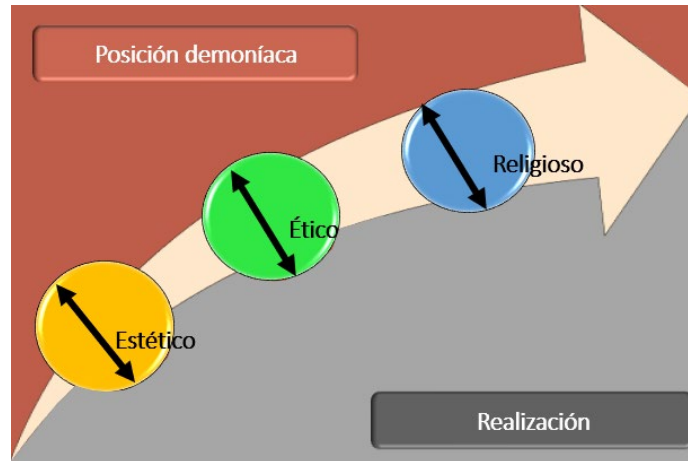 Posición demoníaca
Religioso
Ético
Estético
Realización